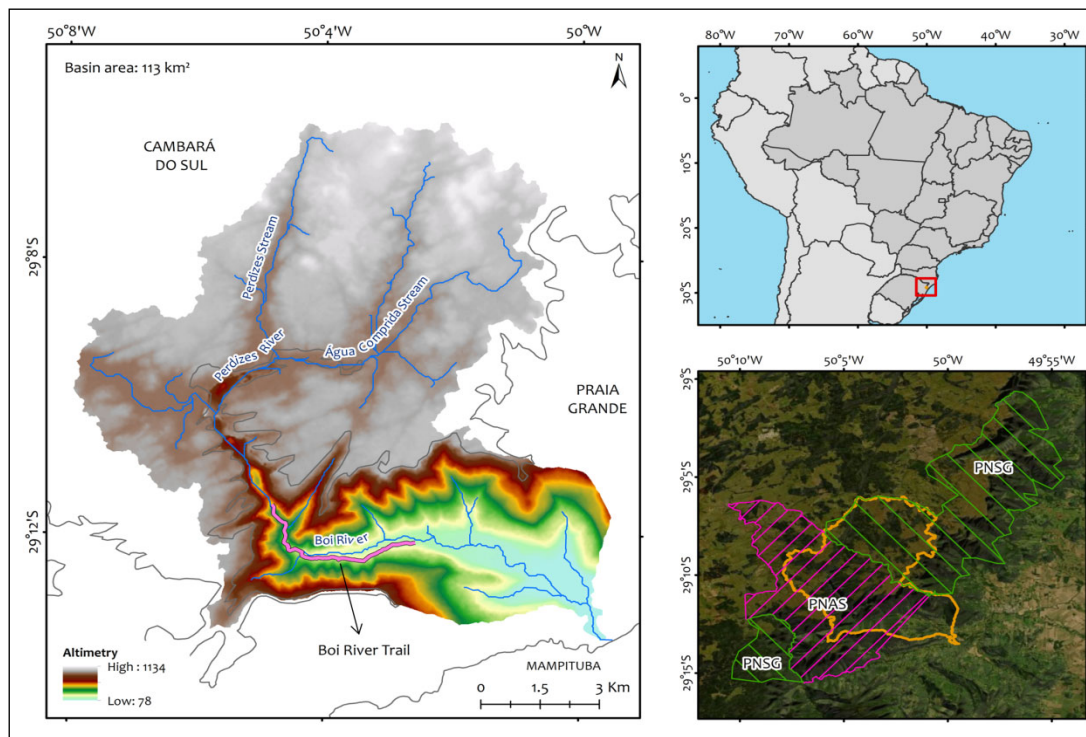 50°8'W
50°4'W
50°W
Basin area: 113 km²
N
CAMBARÁ
DO SUL
Perdizes Stream
29°8'S
Perdizes River
Água Comprida Stream
PRAIA
GRANDE
29°12'S
Boi River
Boi River Trail
Altimetry
High : 1134
Low: 78
MAMPITUBA
0
1.5
3 Km
80°W
70°W
60°W
50°W
40°W
30°W
0°
10°S
20°S
30°S
50°10'W
50°5'W
50°W
49°55'W
29°S
29°5'S
29°10'S
29°15'S
PNSG
PNAS
PNSG